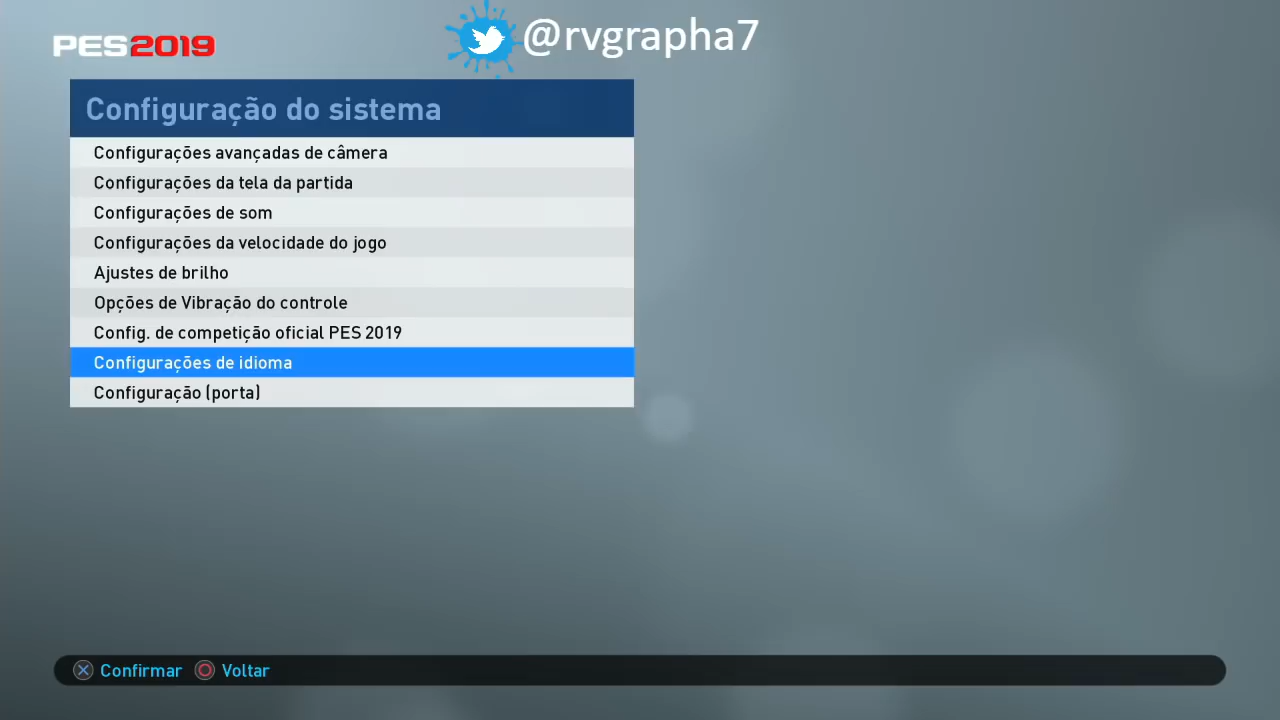 @rvgrapha7
PES2019
Configuração do sistema
Configurações avançadas de câmera
Configurações da tela da partida
Configurações de som
Configurações da velocidade do jogo
Ajustes de brilho
Opções de Vibração do controle
Config. de competição oficial PES 2019
Configurações de idioma
Configuração (porta)
Confirmar Voltar